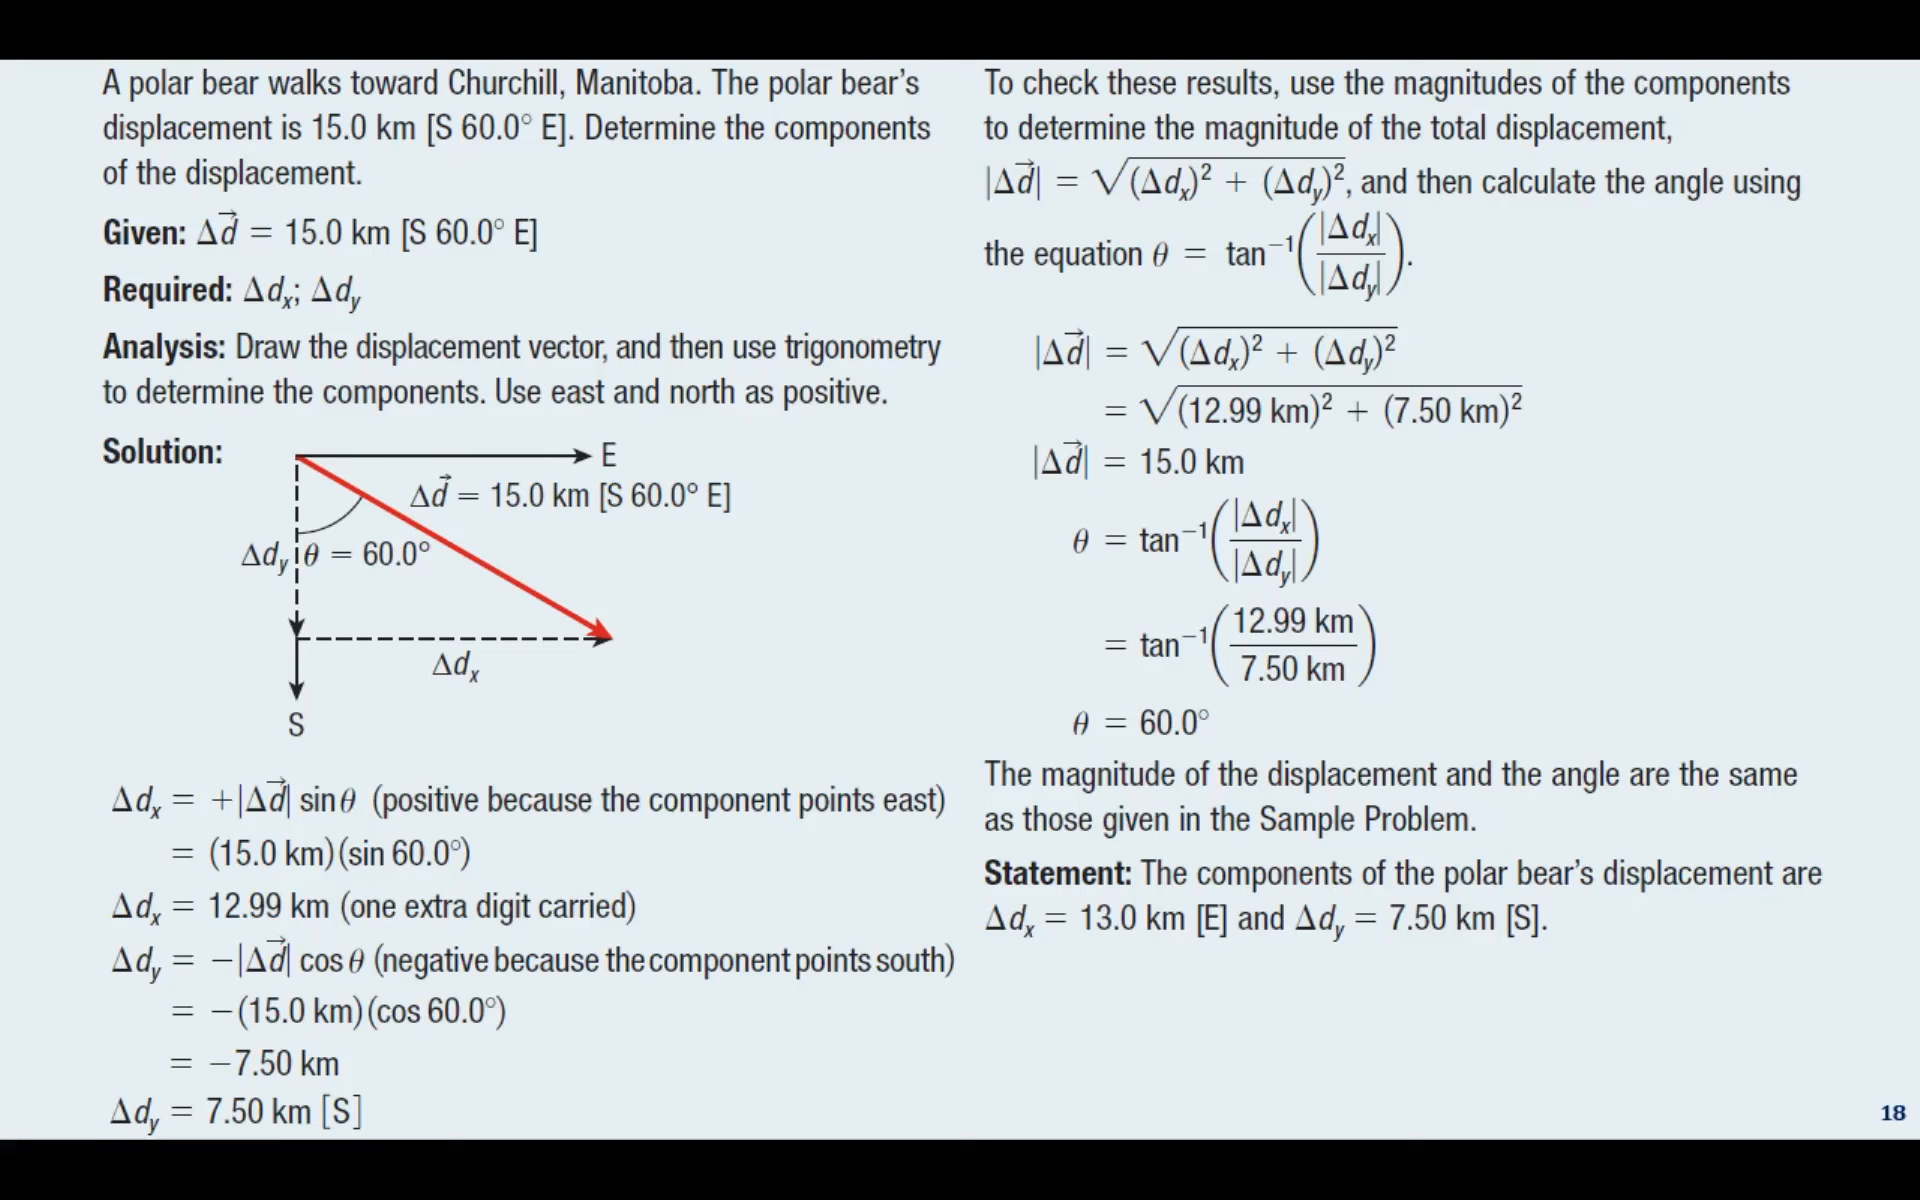 A polar bear walks toward Churchill, Manitoba. The polar bear's
displacement is 15.0 km [S 60.0° E]. Determine the components
of the displacement.
Given: Δd⃗ = 15.0 km [S 60.0° E]
Required: Δdₓ; Δd_y
Analysis: Draw the displacement vector, and then use trigonometry
to determine the components. Use east and north as positive.
Solution:
E
Δd⃗ = 15.0 km [S 60.0° E]
Δd_y
θ = 60.0°
Δdₓ
S
Δdₓ = +|Δd⃗| sin θ (positive because the component points east)
= (15.0 km)(sin 60.0°)
Δdₓ = 12.99 km (one extra digit carried)
Δd_y = −|Δd⃗| cos θ (negative because the component points south)
= −(15.0 km)(cos 60.0°)
= −7.50 km
Δd_y = 7.50 km [S]
To check these results, use the magnitudes of the components
to determine the magnitude of the total displacement,
|Δd⃗| = √((Δdₓ)² + (Δd_y)²), and then calculate the angle using
the equation θ = tan⁻¹(|Δdₓ|/|Δd_y|).
|Δd⃗| = √((Δdₓ)² + (Δd_y)²)
= √((12.99 km)² + (7.50 km)²)
|Δd⃗| = 15.0 km
θ = tan⁻¹(|Δdₓ|/|Δd_y|)
= tan⁻¹(12.99 km/7.50 km)
θ = 60.0°
The magnitude of the displacement and the angle are the same
as those given in the Sample Problem.
Statement: The components of the polar bear's displacement are
Δdₓ = 13.0 km [E] and Δd_y = 7.50 km [S].
18